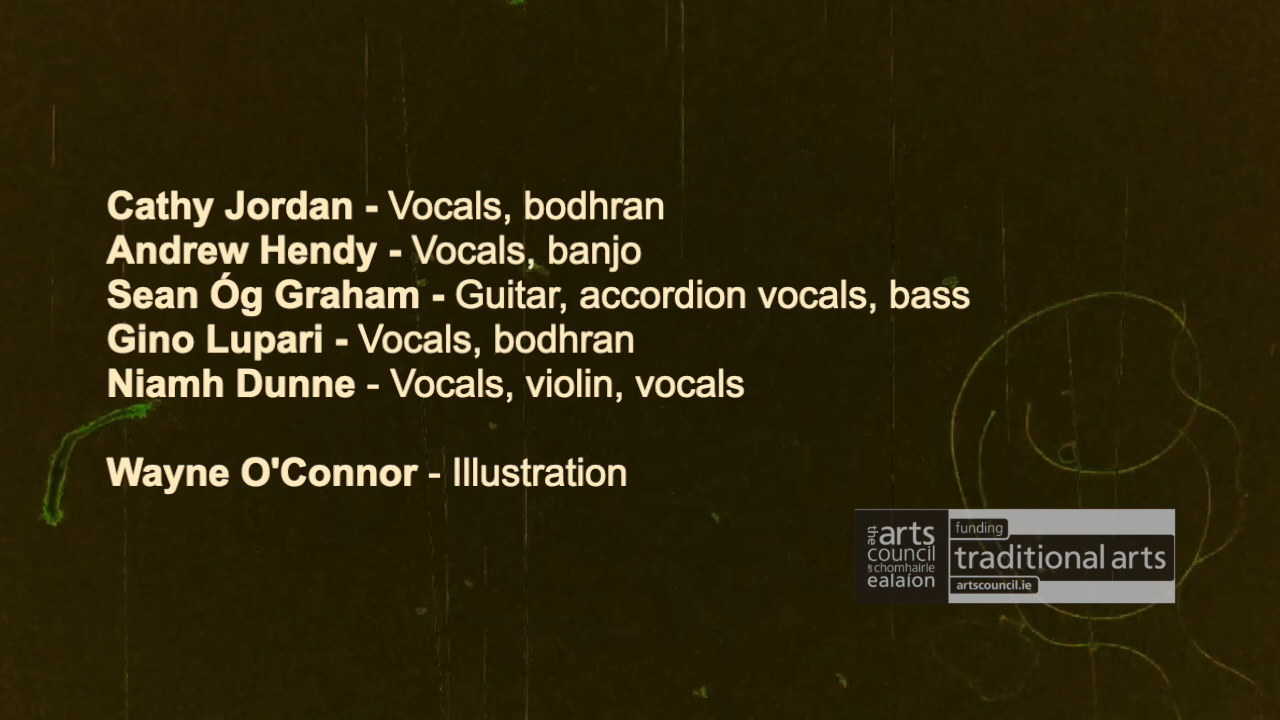 Cathy Jordan - Vocals, bodhran
Andrew Hendy - Vocals, banjo
Sean Óg Graham - Guitar, accordion vocals, bass
Gino Lupari - Vocals, bodhran
Niamh Dunne - Vocals, violin, vocals
Wayne O'Connor - Illustration
the arts
council
chomhairle
ealaíon
funding
traditional arts
artscouncil.ie